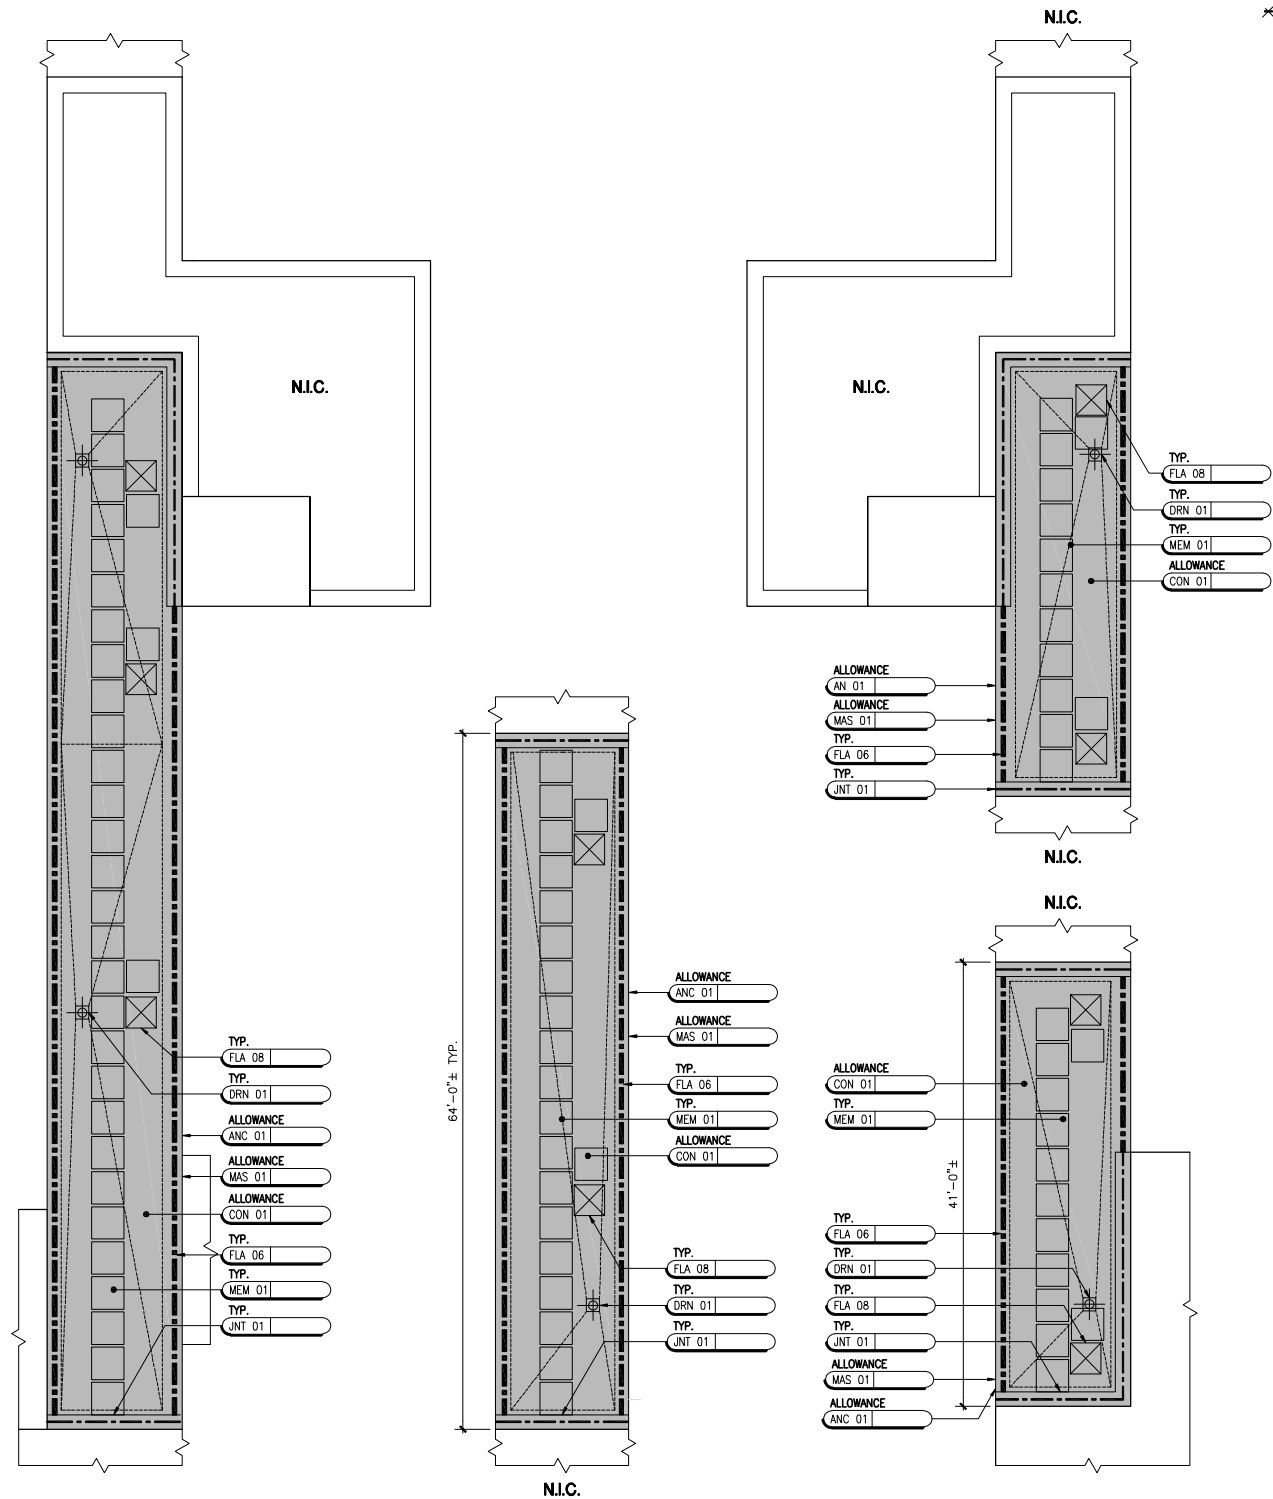 N.I.C.
N.I.C.
N.I.C.
TYP.
FLA 08
TYP.
DRN 01
TYP.
MEM 01
ALLOWANCE
CON 01
ALLOWANCE
AN 01
ALLOWANCE
MAS 01
TYP.
FLA 06
TYP.
JNT 01
N.I.C.
N.I.C.
64'-0"± TYP.
ALLOWANCE
ANC 01
ALLOWANCE
MAS 01
TYP.
FLA 06
TYP.
MEM 01
ALLOWANCE
CON 01
TYP.
FLA 08
TYP.
DRN 01
TYP.
JNT 01
N.I.C.
TYP.
FLA 08
TYP.
DRN 01
ALLOWANCE
ANC 01
ALLOWANCE
MAS 01
ALLOWANCE
CON 01
TYP.
FLA 06
TYP.
MEM 01
TYP.
JNT 01
ALLOWANCE
CON 01
TYP.
MEM 01
41'-0"±
TYP.
FLA 06
TYP.
DRN 01
TYP.
FLA 08
TYP.
JNT 01
ALLOWANCE
MAS 01
ALLOWANCE
ANC 01